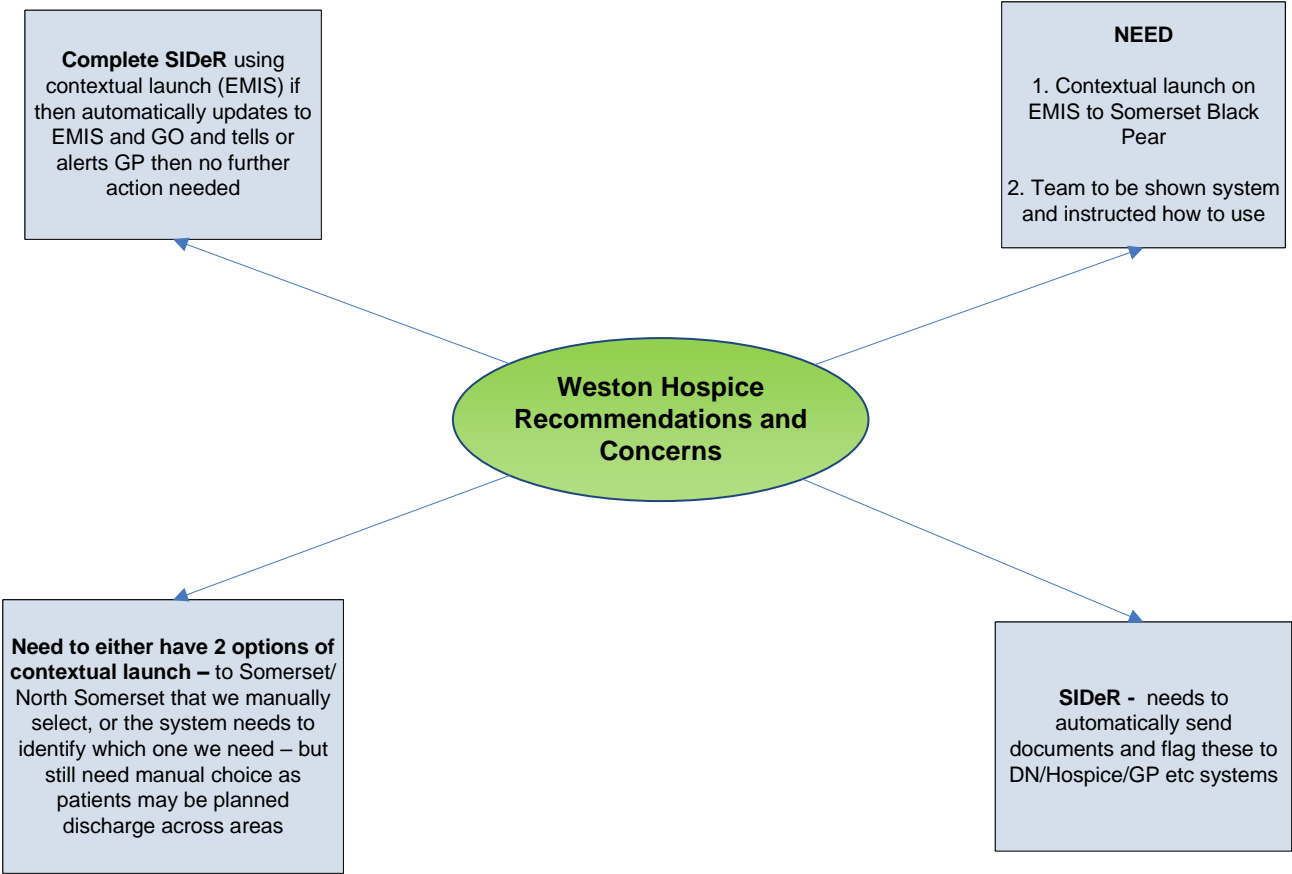 Complete SIDeR using
contextual launch (EMIS) if
then automatically updates to
EMIS and GO and tells or
alerts GP then no further
action needed
NEED
1. Contextual launch on
EMIS to Somerset Black
Pear
2. Team to be shown system
and instructed how to use
Weston Hospice
Recommendations and
Concerns
Need to either have 2 options of
contextual launch – to Somerset/
North Somerset that we manually
select, or the system needs to
identify which one we need – but
still need manual choice as
patients may be planned
discharge across areas
SIDeR - needs to
automatically send
documents and flag these to
DN/Hospice/GP etc systems